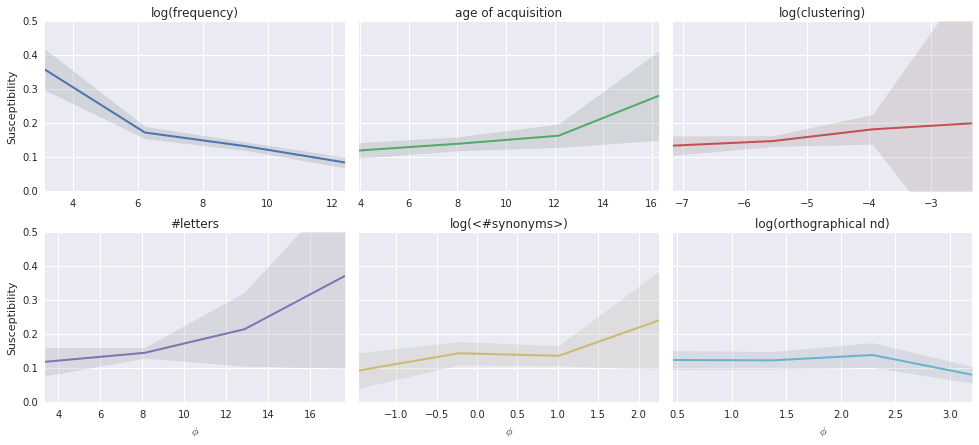 log(frequency) age of acquisition log(clustering)
0.5
0.4
0.3
0.2
0.1
0.0
Susceptibility
4 6 8 10 12 4 6 8 10 12 14 16 −7 −6 −5 −4 −3
#letters log(<#synonyms>) log(orthographical nd)
0.5
0.4
0.3
0.2
0.1
0.0
Susceptibility
4 6 8 10 12 14 16 −1.0 −0.5 0.0 0.5 1.0 1.5 2.0 0.5 1.0 1.5 2.0 2.5 3.0
ϕ ϕ ϕ